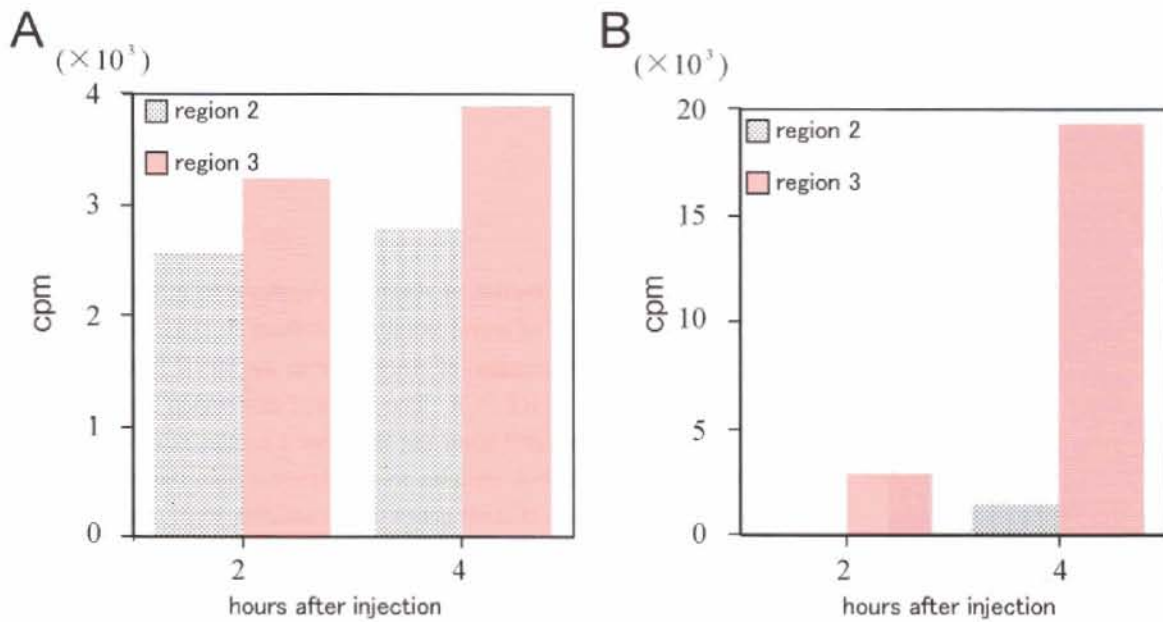 A
(×10³)
4
3
2
1
0
cpm
region 2
region 3
2
4
hours after injection
B
(×10³)
20
15
10
5
0
cpm
region 2
region 3
2
4
hours after injection